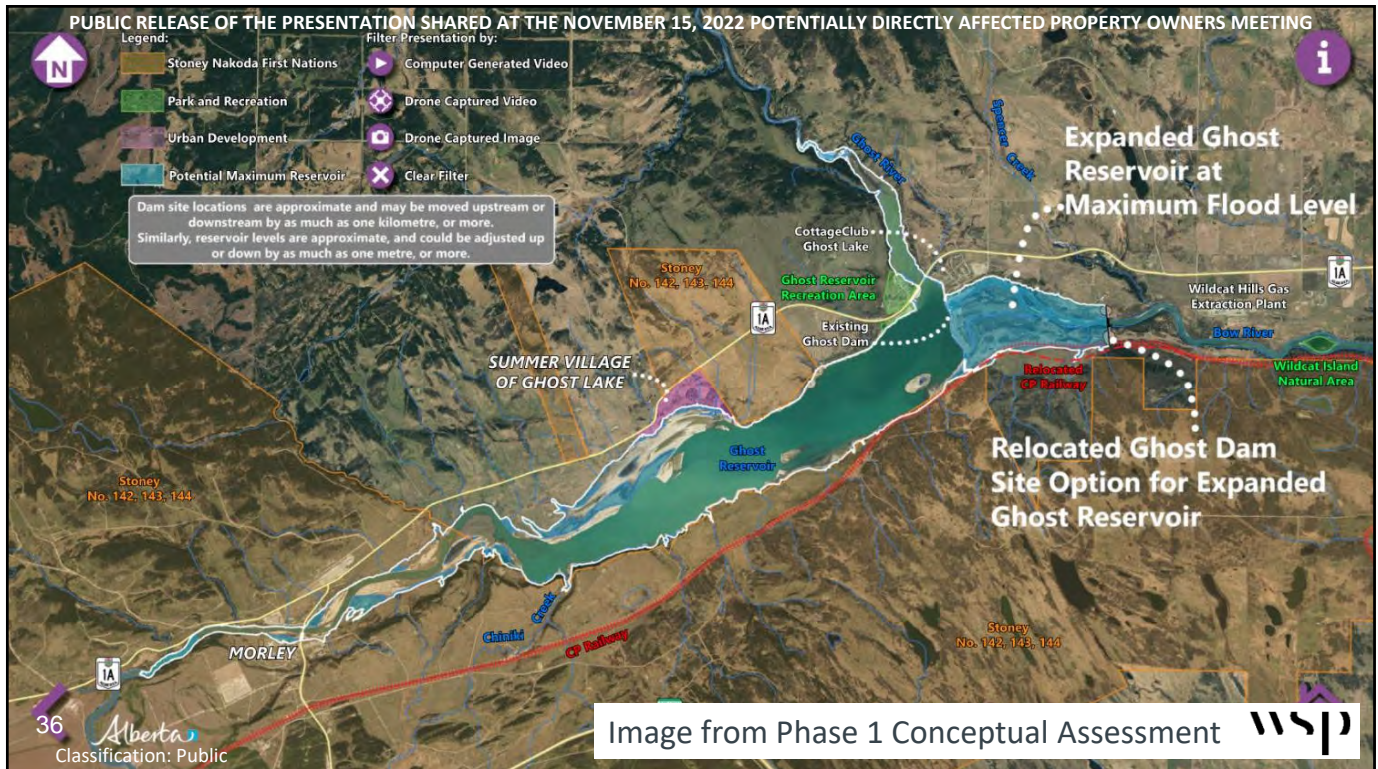 PUBLIC RELEASE OF THE PRESENTATION SHARED AT THE NOVEMBER 15, 2022 POTENTIALLY DIRECTLY AFFECTED PROPERTY OWNERS MEETING
Legend:
Filter Presentation by:
N
Stoney Nakoda First Nations
Computer Generated Video
i
Park and Recreation
Drone Captured Video
Urban Development
Drone Captured Image
Potential Maximum Reservoir
Clear Filter
Dam site locations are approximate and may be moved upstream or
downstream by as much as one kilometre, or more.
Similarly, reservoir levels are approximate, and could be adjusted up
or down by as much as one metre, or more.
Ghost River
Spencer Creek
Expanded Ghost
Reservoir at
Maximum Flood Level
CottageClub
Ghost Lake
Stoney
No. 142, 143, 144
Ghost Reservoir
Recreation Area
1A
1A
Wildcat Hills Gas
Extraction Plant
Existing
Ghost Dam
Bow River
SUMMER VILLAGE
OF GHOST LAKE
Relocated
CP Railway
Wildcat Island
Natural Area
Ghost
Reservoir
Relocated Ghost Dam
Site Option for Expanded
Ghost Reservoir
Stoney
No. 142, 143, 144
Chiniki Creek
CP Railway
Stoney
No. 142, 143, 144
MORLEY
1A
36
Alberta
Classification: Public
Image from Phase 1 Conceptual Assessment
wsp